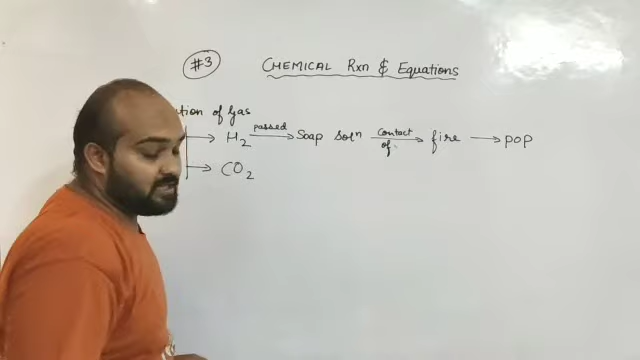 #3
CHEMICAL Rxn & Equations
of Gas
H₂ passed Soap Solⁿ contact of fire → pop
CO₂